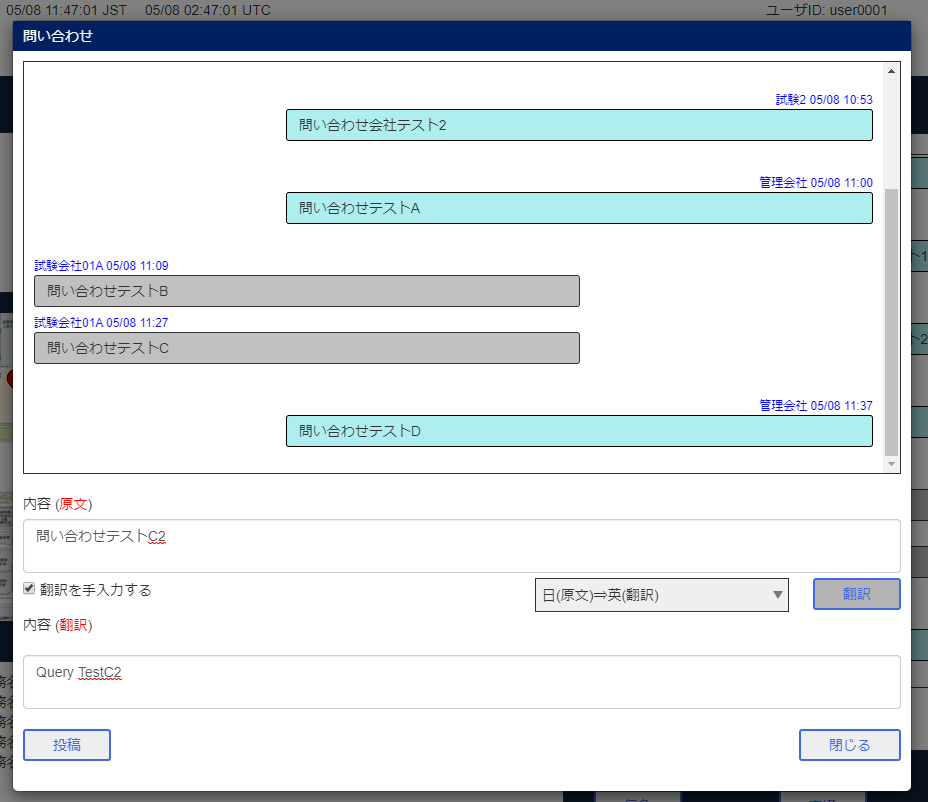 05/08 11:47:01 JST 05/08 02:47:01 UTC ユーザID: user0001
問い合わせ
試験2 05/08 10:53
問い合わせ会社テスト2
管理会社 05/08 11:00
問い合わせテストA
試験会社01A 05/08 11:09
問い合わせテストB
試験会社01A 05/08 11:27
問い合わせテストC
管理会社 05/08 11:37
問い合わせテストD
内容 (原文)
問い合わせテストC2
翻訳を手入力する
日(原文)⇒英(翻訳)
翻訳
内容 (翻訳)
Query TestC2
投稿
閉じる